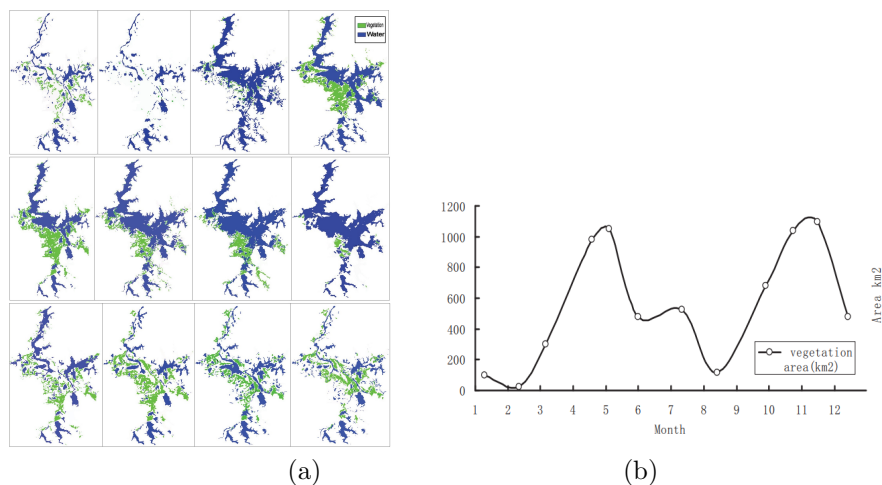 Vegetation
Water
1200
1000
800
600
400
200
0
1 2 3 4 5 6 7 8 9 10 11 12
Month
Area km2
vegetation
area(km2)
(a)
(b)